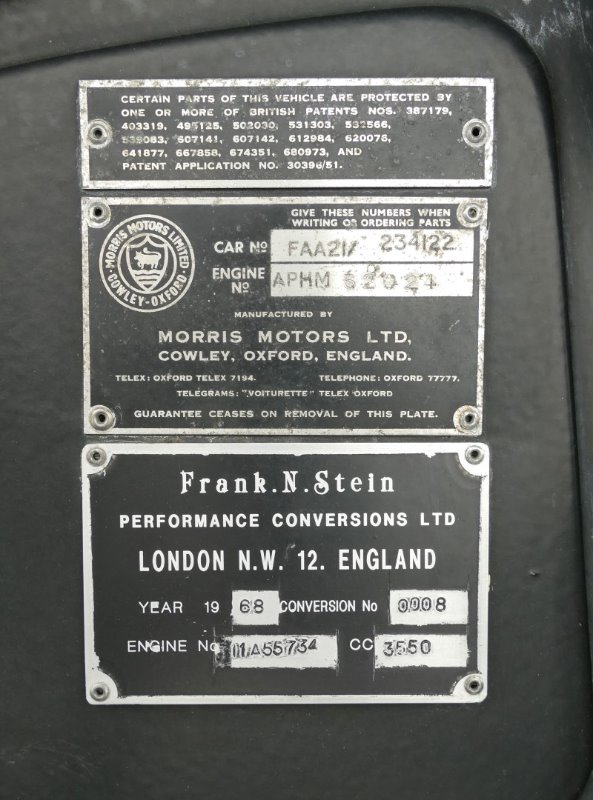 CERTAIN PARTS OF THIS VEHICLE ARE PROTECTED BY
ONE OR MORE OF BRITISH PATENTS NOS. 387179,
403319, 495125, 502030, 531303, 532566,
539083, 607141, 607142, 612984, 620078,
641877, 667858, 674351, 680973, AND
PATENT APPLICATION NO. 30396/51.
GIVE THESE NUMBERS WHEN
WRITING OR ORDERING PARTS
MORRIS MOTORS LIMITED
COWLEY-OXFORD
CAR No FAA21/ 234122
ENGINE No. APHM 62027
MANUFACTURED BY
MORRIS MOTORS LTD,
COWLEY, OXFORD, ENGLAND.
TELEX: OXFORD TELEX 7194. TELEPHONE: OXFORD 77777.
TELEGRAMS: "VOITURETTE" TELEX OXFORD
GUARANTEE CEASES ON REMOVAL OF THIS PLATE.
Frank.N.Stein
PERFORMANCE CONVERSIONS LTD
LONDON N.W. 12. ENGLAND
YEAR 19 68 CONVERSION No 0008
ENGINE No CC 3550